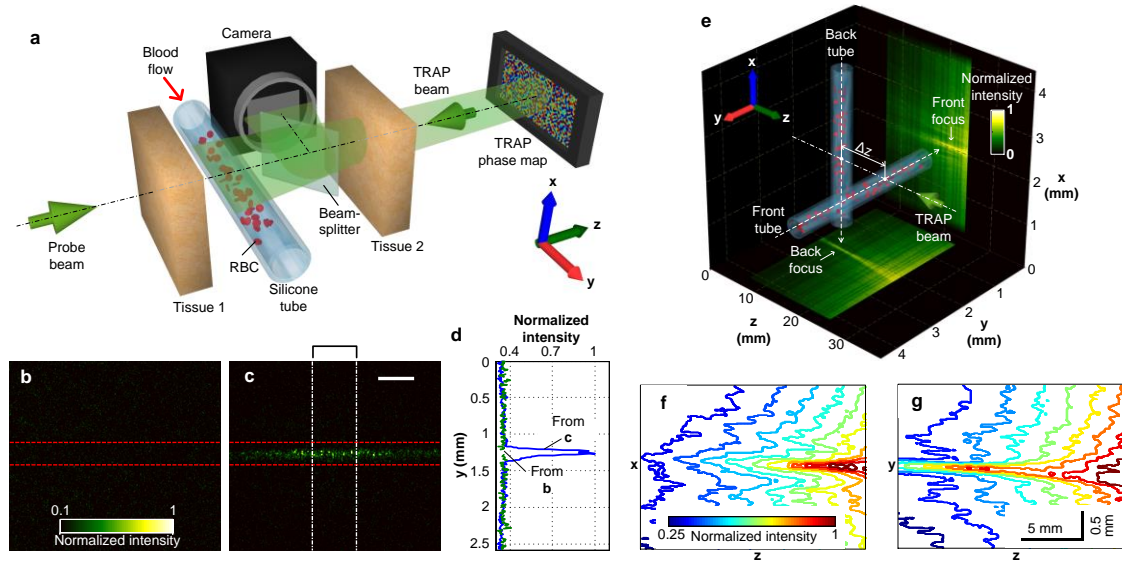 a
Blood
flow
Camera
TRAP
beam
TRAP
phase map
Probe
beam
Tissue 1
RBC
Silicone
tube
Beam-
splitter
Tissue 2
x
z
y
b
0.1
1
Normalized intensity
c
d
Normalized
intensity
0.4
0.7
1
0
0.5
1
1.5
2
2.5
y (mm)
From
c
From
b
e
Back
tube
x
y
z
Normalized
intensity
1
0
Front
focus
Δz
Front
tube
Back
focus
TRAP
beam
4
3
2
1
0
x
(mm)
0
10
20
30
z
(mm)
1
2
3
4
y
(mm)
f
x
0.25
Normalized intensity
1
z
g
y
5 mm
0.5
mm
z